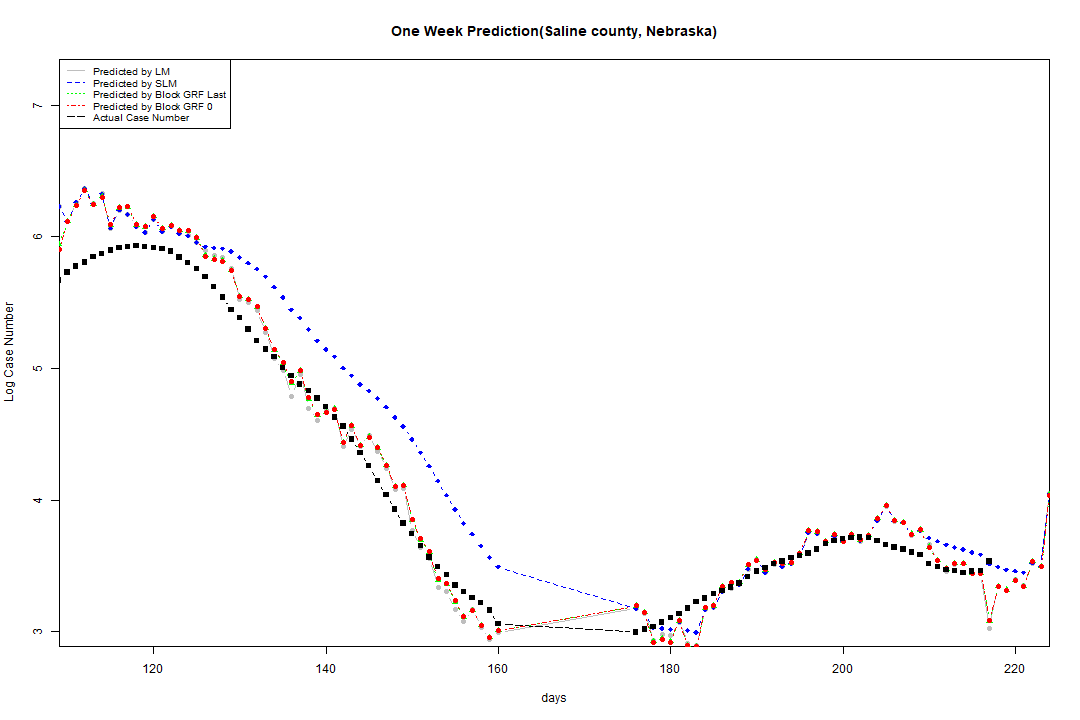 One Week Prediction(Saline county, Nebraska)
Predicted by LM
Predicted by SLM
Predicted by Block GRF Last
Predicted by Block GRF 0
Actual Case Number
7
6
5
4
3
Log Case Number
120
140
160
180
200
220
days